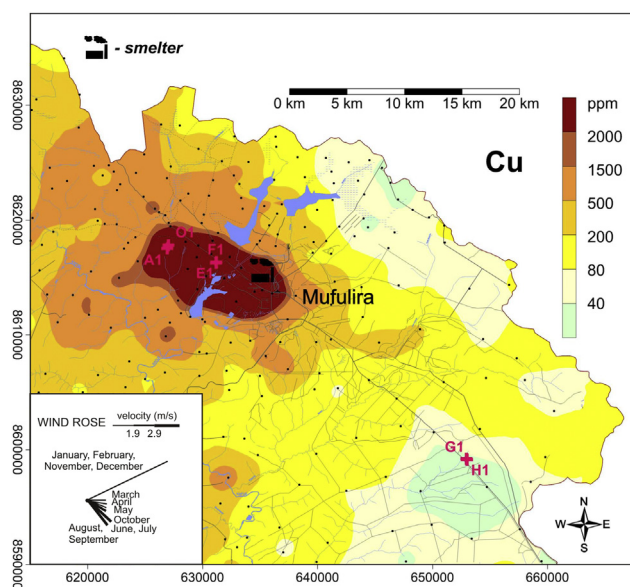 - smelter
0 km 5 km 10 km 15 km 20 km
ppm
2000
1500
500
200
80
40
Cu
O1
A1
F1
E1
Mufulira
G1
H1
WIND ROSE
velocity (m/s)
1.9 2.9
January, February,
November, December
March
April
May
October
June, July
August,
September
N
W E
S
8630000
8620000
8610000
8600000
8590000
620000 630000 640000 650000 660000